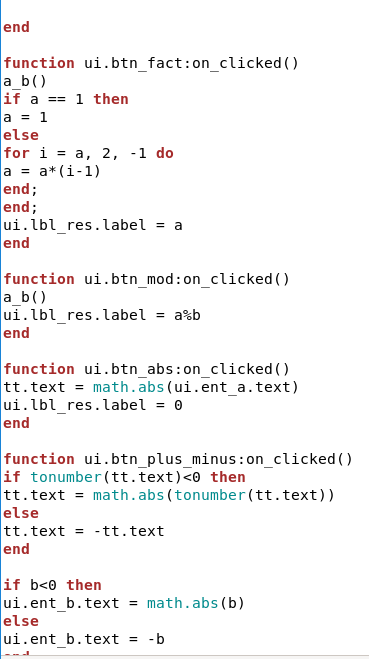 end
function ui.btn_fact:on_clicked()
a_b()
if a == 1 then
a = 1
else
for i = a, 2, -1 do
a = a*(i-1)
end;
end;
ui.lbl_res.label = a
end
function ui.btn_mod:on_clicked()
a_b()
ui.lbl_res.label = a%b
end
function ui.btn_abs:on_clicked()
tt.text = math.abs(ui.ent_a.text)
ui.lbl_res.label = 0
end
function ui.btn_plus_minus:on_clicked()
if tonumber(tt.text)<0 then
tt.text = math.abs(tonumber(tt.text))
else
tt.text = -tt.text
end
if b<0 then
ui.ent_b.text = math.abs(b)
else
ui.ent_b.text = -b